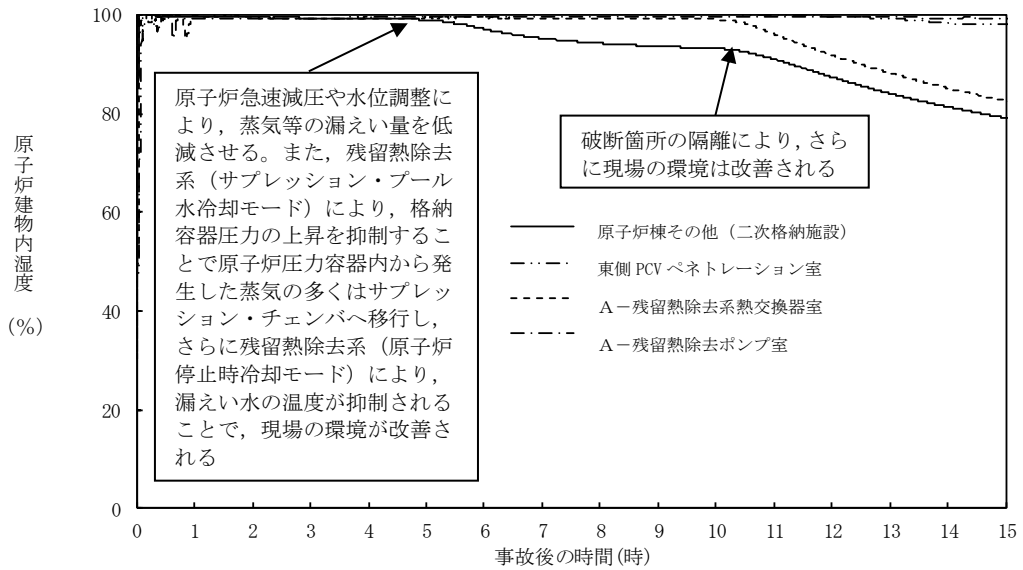 100
80
60
40
20
0
原子炉建物内湿度
(%)
原子炉急速減圧や水位調整に
より，蒸気等の漏えい量を低
減させる。また，残留熱除去
系（サプレッション・プール
水冷却モード）により，格納
容器圧力の上昇を抑制するこ
とで原子炉圧力容器内から発
生した蒸気の多くはサプレッ
ション・チェンバへ移行し，
さらに残留熱除去系（原子炉
停止時冷却モード）により，
漏えい水の温度が抑制される
ことで，現場の環境が改善さ
れる
破断箇所の隔離により，さら
に現場の環境は改善される
原子炉棟その他（二次格納施設）
東側 PCV ペネトレーション室
A－残留熱除去系熱交換器室
A－残留熱除去ポンプ室
0 1 2 3 4 5 6 7 8 9 10 11 12 13 14 15
事故後の時間(時)